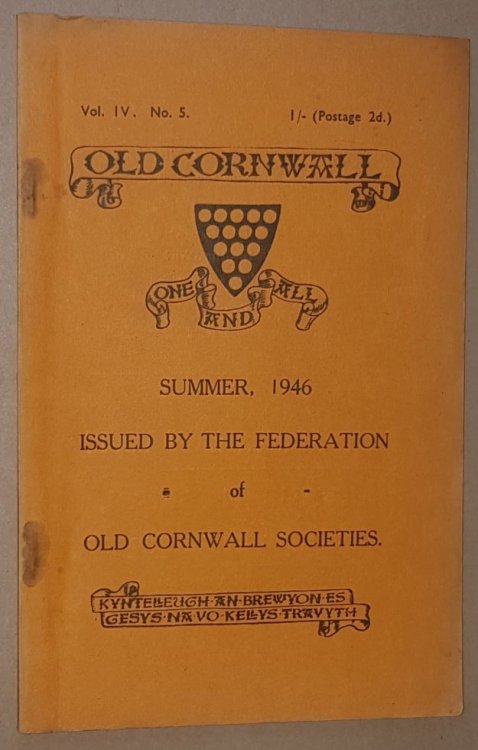 Vol. IV. No. 5. 1/- (Postage 2d.)
OLD CORNWALL
ONE AND ALL
SUMMER, 1946
ISSUED BY THE FEDERATION
of
OLD CORNWALL SOCIETIES.
KYNTELLEUGH·AN·BREWYON·ES
GESYS·NA·VO·KELLYS·TRAVYTH